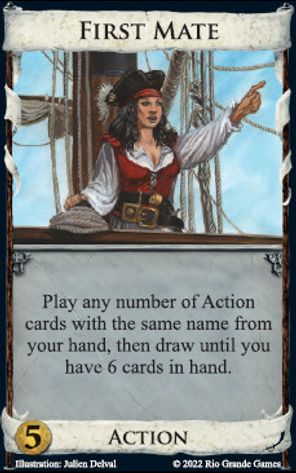 First Mate
Play any number of Action
cards with the same name from
your hand, then draw until you
have 6 cards in hand.
5
Action
Illustration: Julien Delval
© 2022 Rio Grande Games